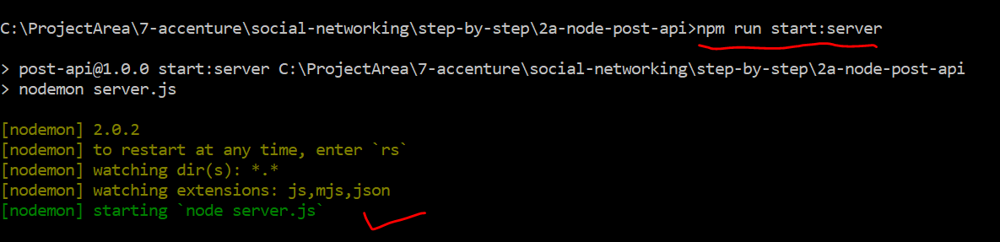 C:\ProjectArea\7-accenture\social-networking\step-by-step\2a-node-post-api>npm run start:server
> post-api@1.0.0 start:server C:\ProjectArea\7-accenture\social-networking\step-by-step\2a-node-post-api
> nodemon server.js
[nodemon] 2.0.2
[nodemon] to restart at any time, enter `rs`
[nodemon] watching dir(s): *.*
[nodemon] watching extensions: js,mjs,json
[nodemon] starting `node server.js`